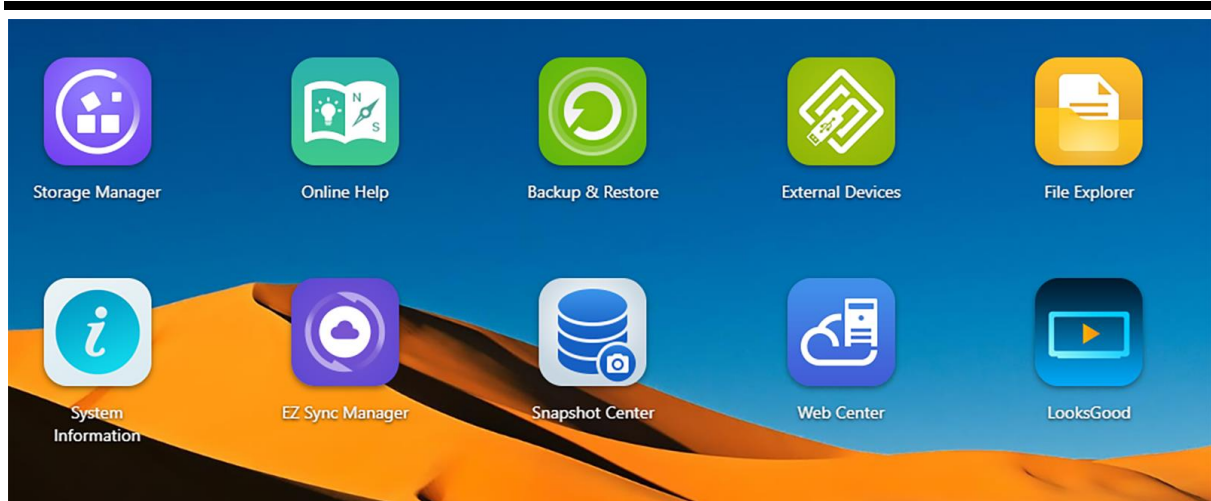 N
S
Storage Manager
Online Help
Backup & Restore
External Devices
File Explorer
System
Information
EZ Sync Manager
Snapshot Center
Web Center
LooksGood